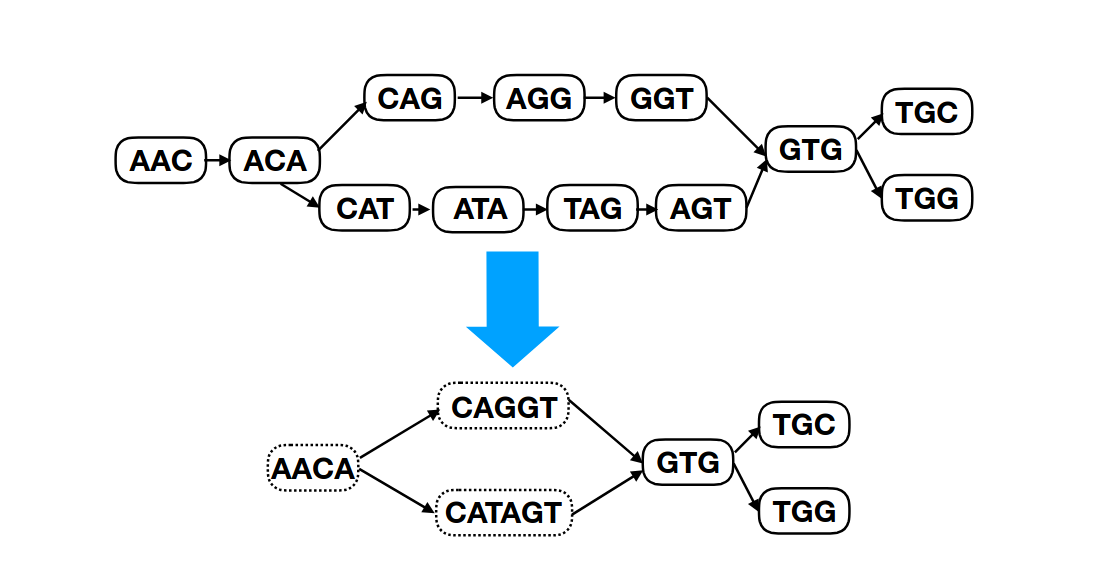 CAG AGG GGT
TGC
AAC ACA
GTG
CAT ATA TAG AGT
TGG
CAGGT
TGC
AACA
GTG
CATAGT
TGG